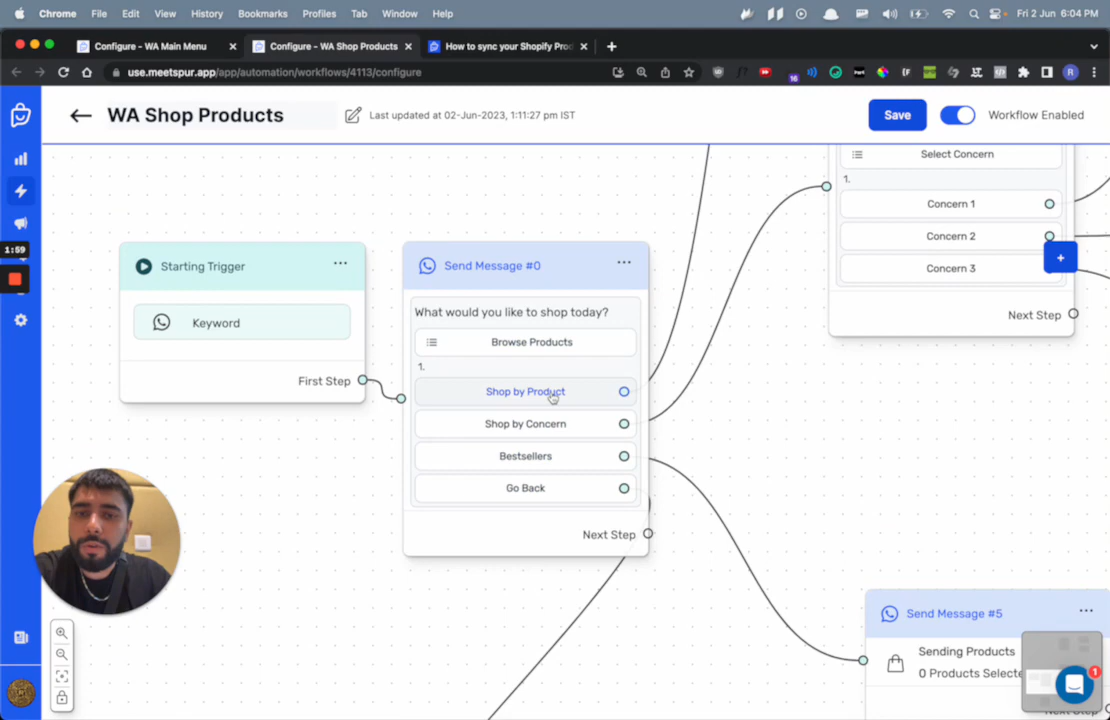 Chrome File Edit View History Bookmarks Profiles Tab Window Help Fri 2 Jun 6:04 PM
Configure - WA Main Menu
Configure - WA Shop Products
How to sync your Shopify Prod
use.meetspur.app/app/automation/workflows/4113/configure
16
R
WA Shop Products
Last updated at 02-Jun-2023, 1:11:27 pm IST
Save
Workflow Enabled
1:59
Select Concern
1.
Concern 1
Concern 2
Concern 3
+
Next Step
Starting Trigger
Keyword
First Step
Send Message #0
What would you like to shop today?
Browse Products
1.
Shop by Product
Shop by Concern
Bestsellers
Go Back
Next Step
Send Message #5
Sending Products
0 Products Selecte
Next Step
1